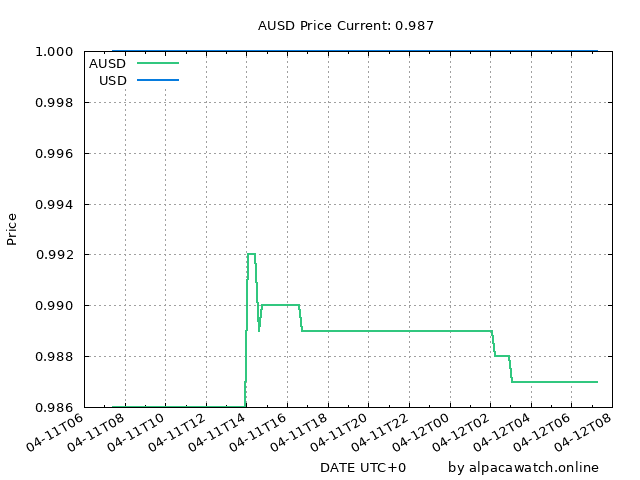 AUSD Price Current: 0.987
1.000
AUSD
USD
0.998
0.996
0.994
Price
0.992
0.990
0.988
0.986
04-11T06 04-11T08 04-11T10 04-11T12 04-11T14 04-11T16 04-11T18 04-11T20 04-11T22 04-12T00 04-12T02 04-12T04 04-12T06 04-12T08
DATE UTC+0 by alpacawatch.online